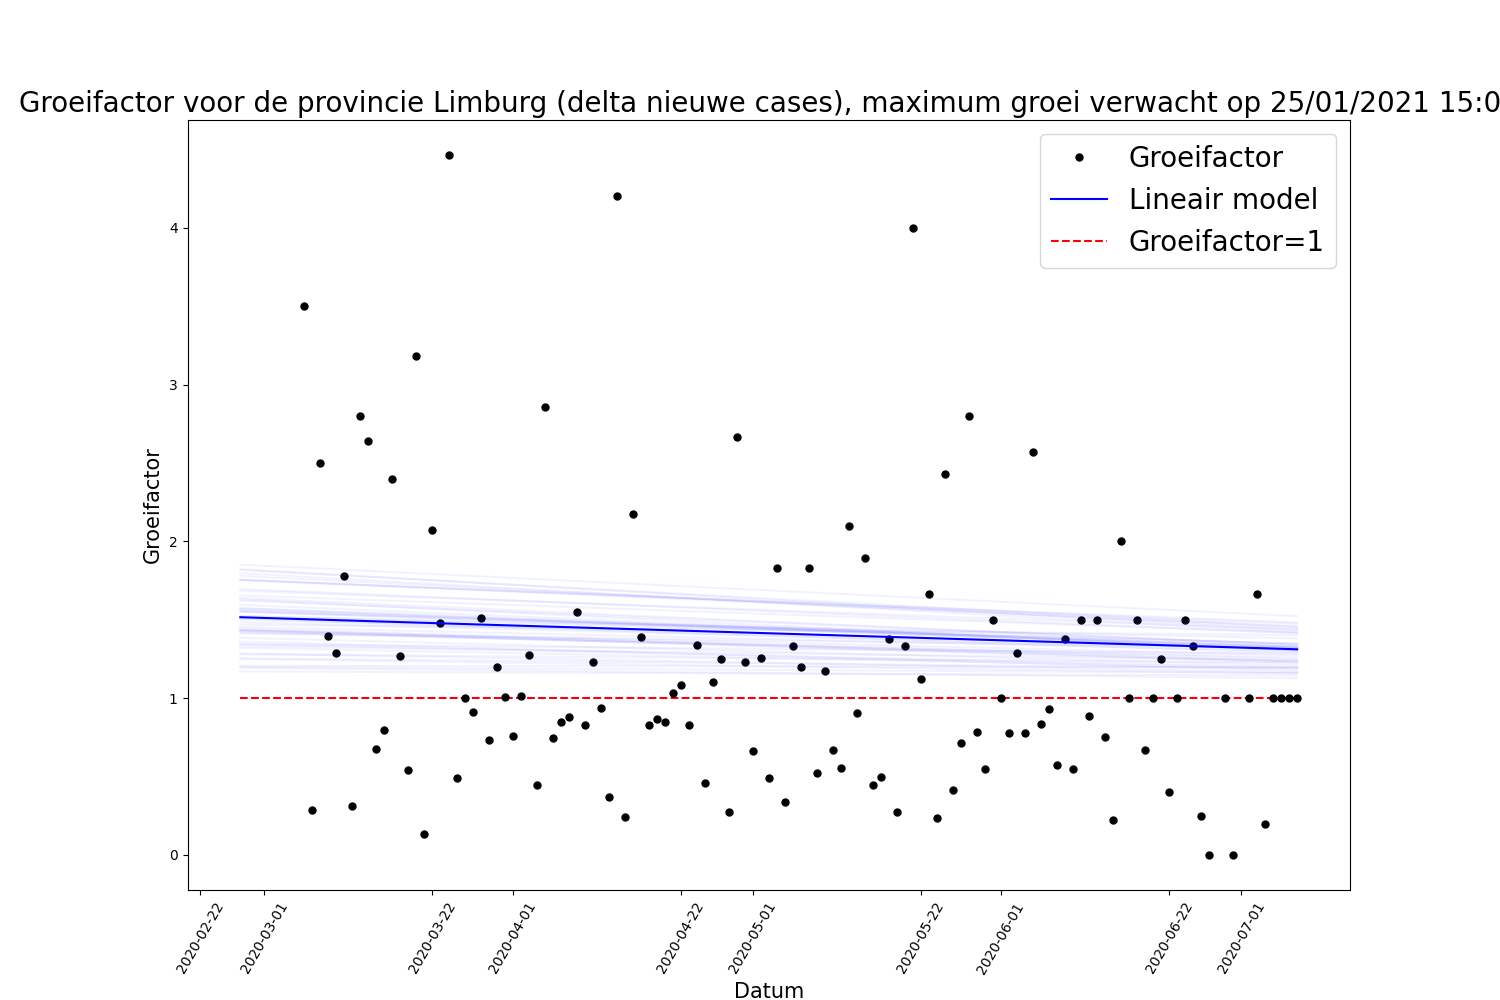 Groeifactor voor de provincie Limburg (delta nieuwe cases), maximum groei verwacht op 25/01/2021 15:0
Groeifactor
Lineair model
Groeifactor=1
4
3
2
1
0
Groeifactor
2020-02-22
2020-03-01
2020-03-22
2020-04-01
2020-04-22
2020-05-01
2020-05-22
2020-06-01
2020-06-22
2020-07-01
Datum